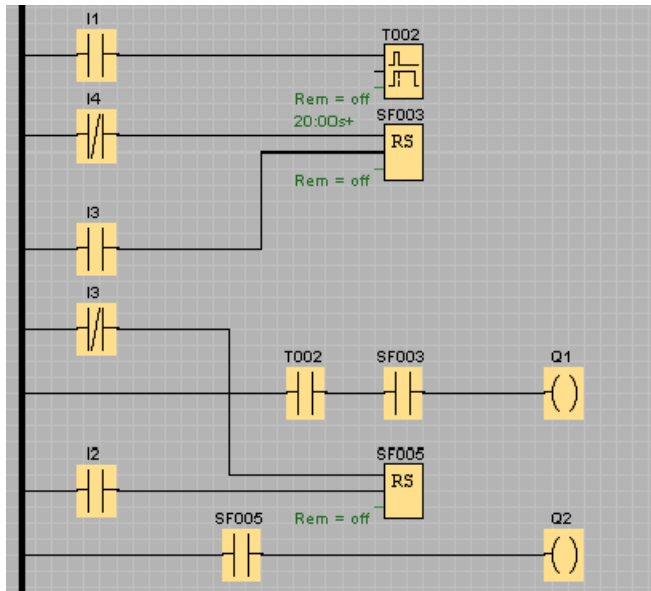 I1
T002
Rem = off
20:00s+
I4
SF003
RS
Rem = off
I3
I3
T002 SF003 Q1
I2
SF005
RS
Rem = off
SF005
Q2